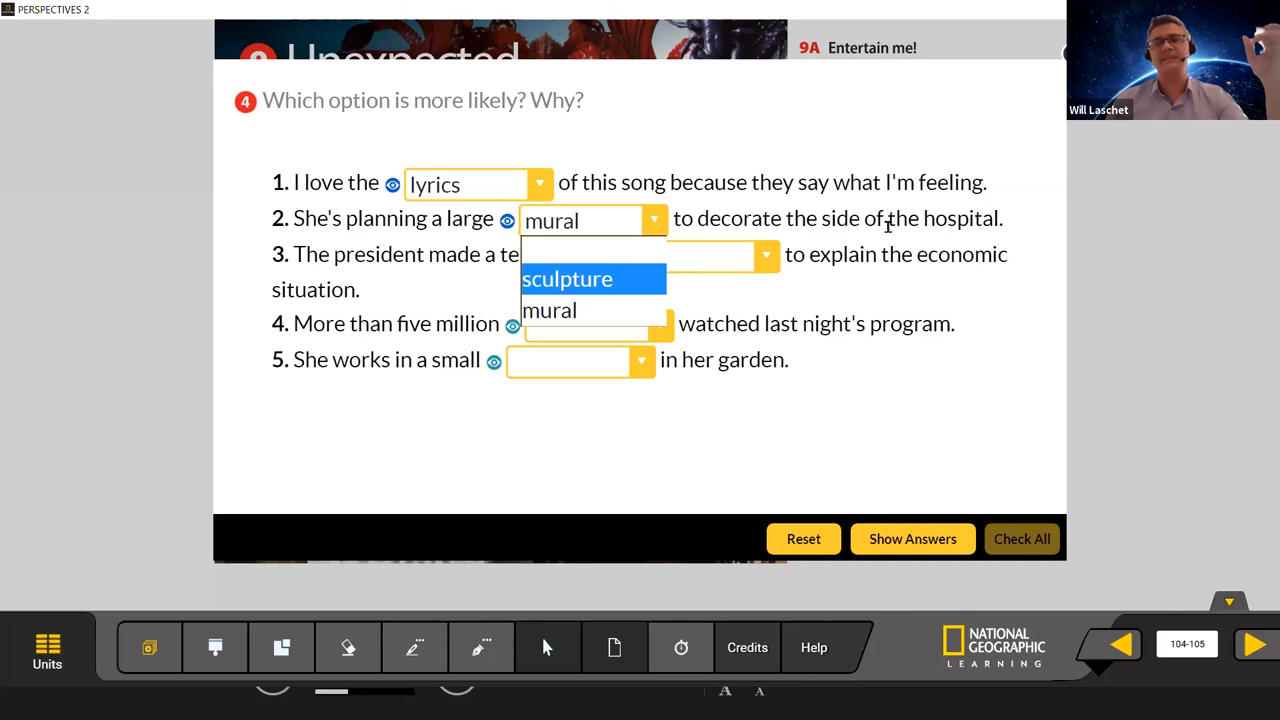 PERSPECTIVES 2
Unexpected
9A Entertain me!
Will Laschet
4 Which option is more likely? Why?
1. I love the lyrics of this song because they say what I'm feeling.
2. She's planning a large mural to decorate the side of the hospital.
sculpture
mural
3. The president made a te to explain the economic
situation.
4. More than five million watched last night's program.
5. She works in a small in her garden.
Reset
Show Answers
Check All
Units
Credits
Help
NATIONAL
GEOGRAPHIC
LEARNING
104-105
A A